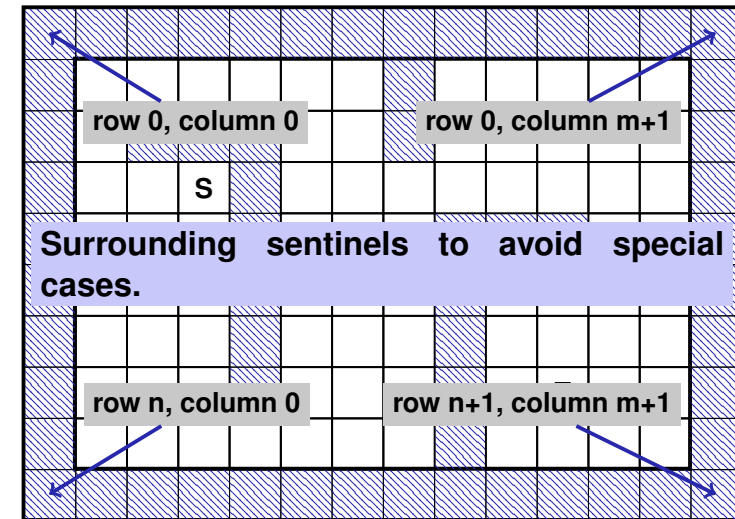 row 0, column 0
row 0, column m+1
S
Surrounding sentinels to avoid special
cases.
row n, column 0
row n+1, column m+1